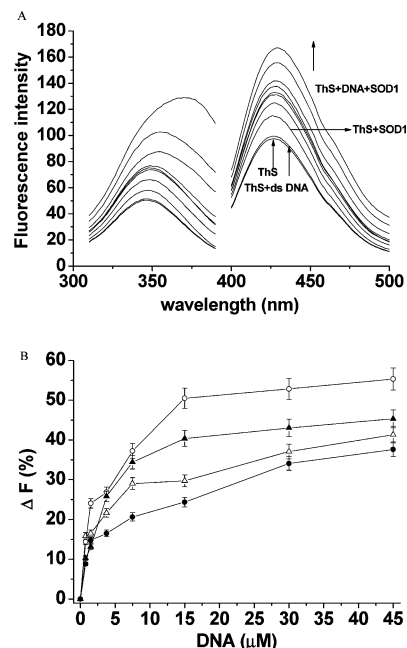 A
Fluorescence intensity
180
160
140
120
100
80
60
40
20
0
ThS+DNA+SOD1
ThS+SOD1
ThS
ThS+ds DNA
300 350 400 450 500
wavelength (nm)
B
Δ F (%)
60
50
40
30
20
10
0
0 5 10 15 20 25 30 35 40 45
DNA (μM)